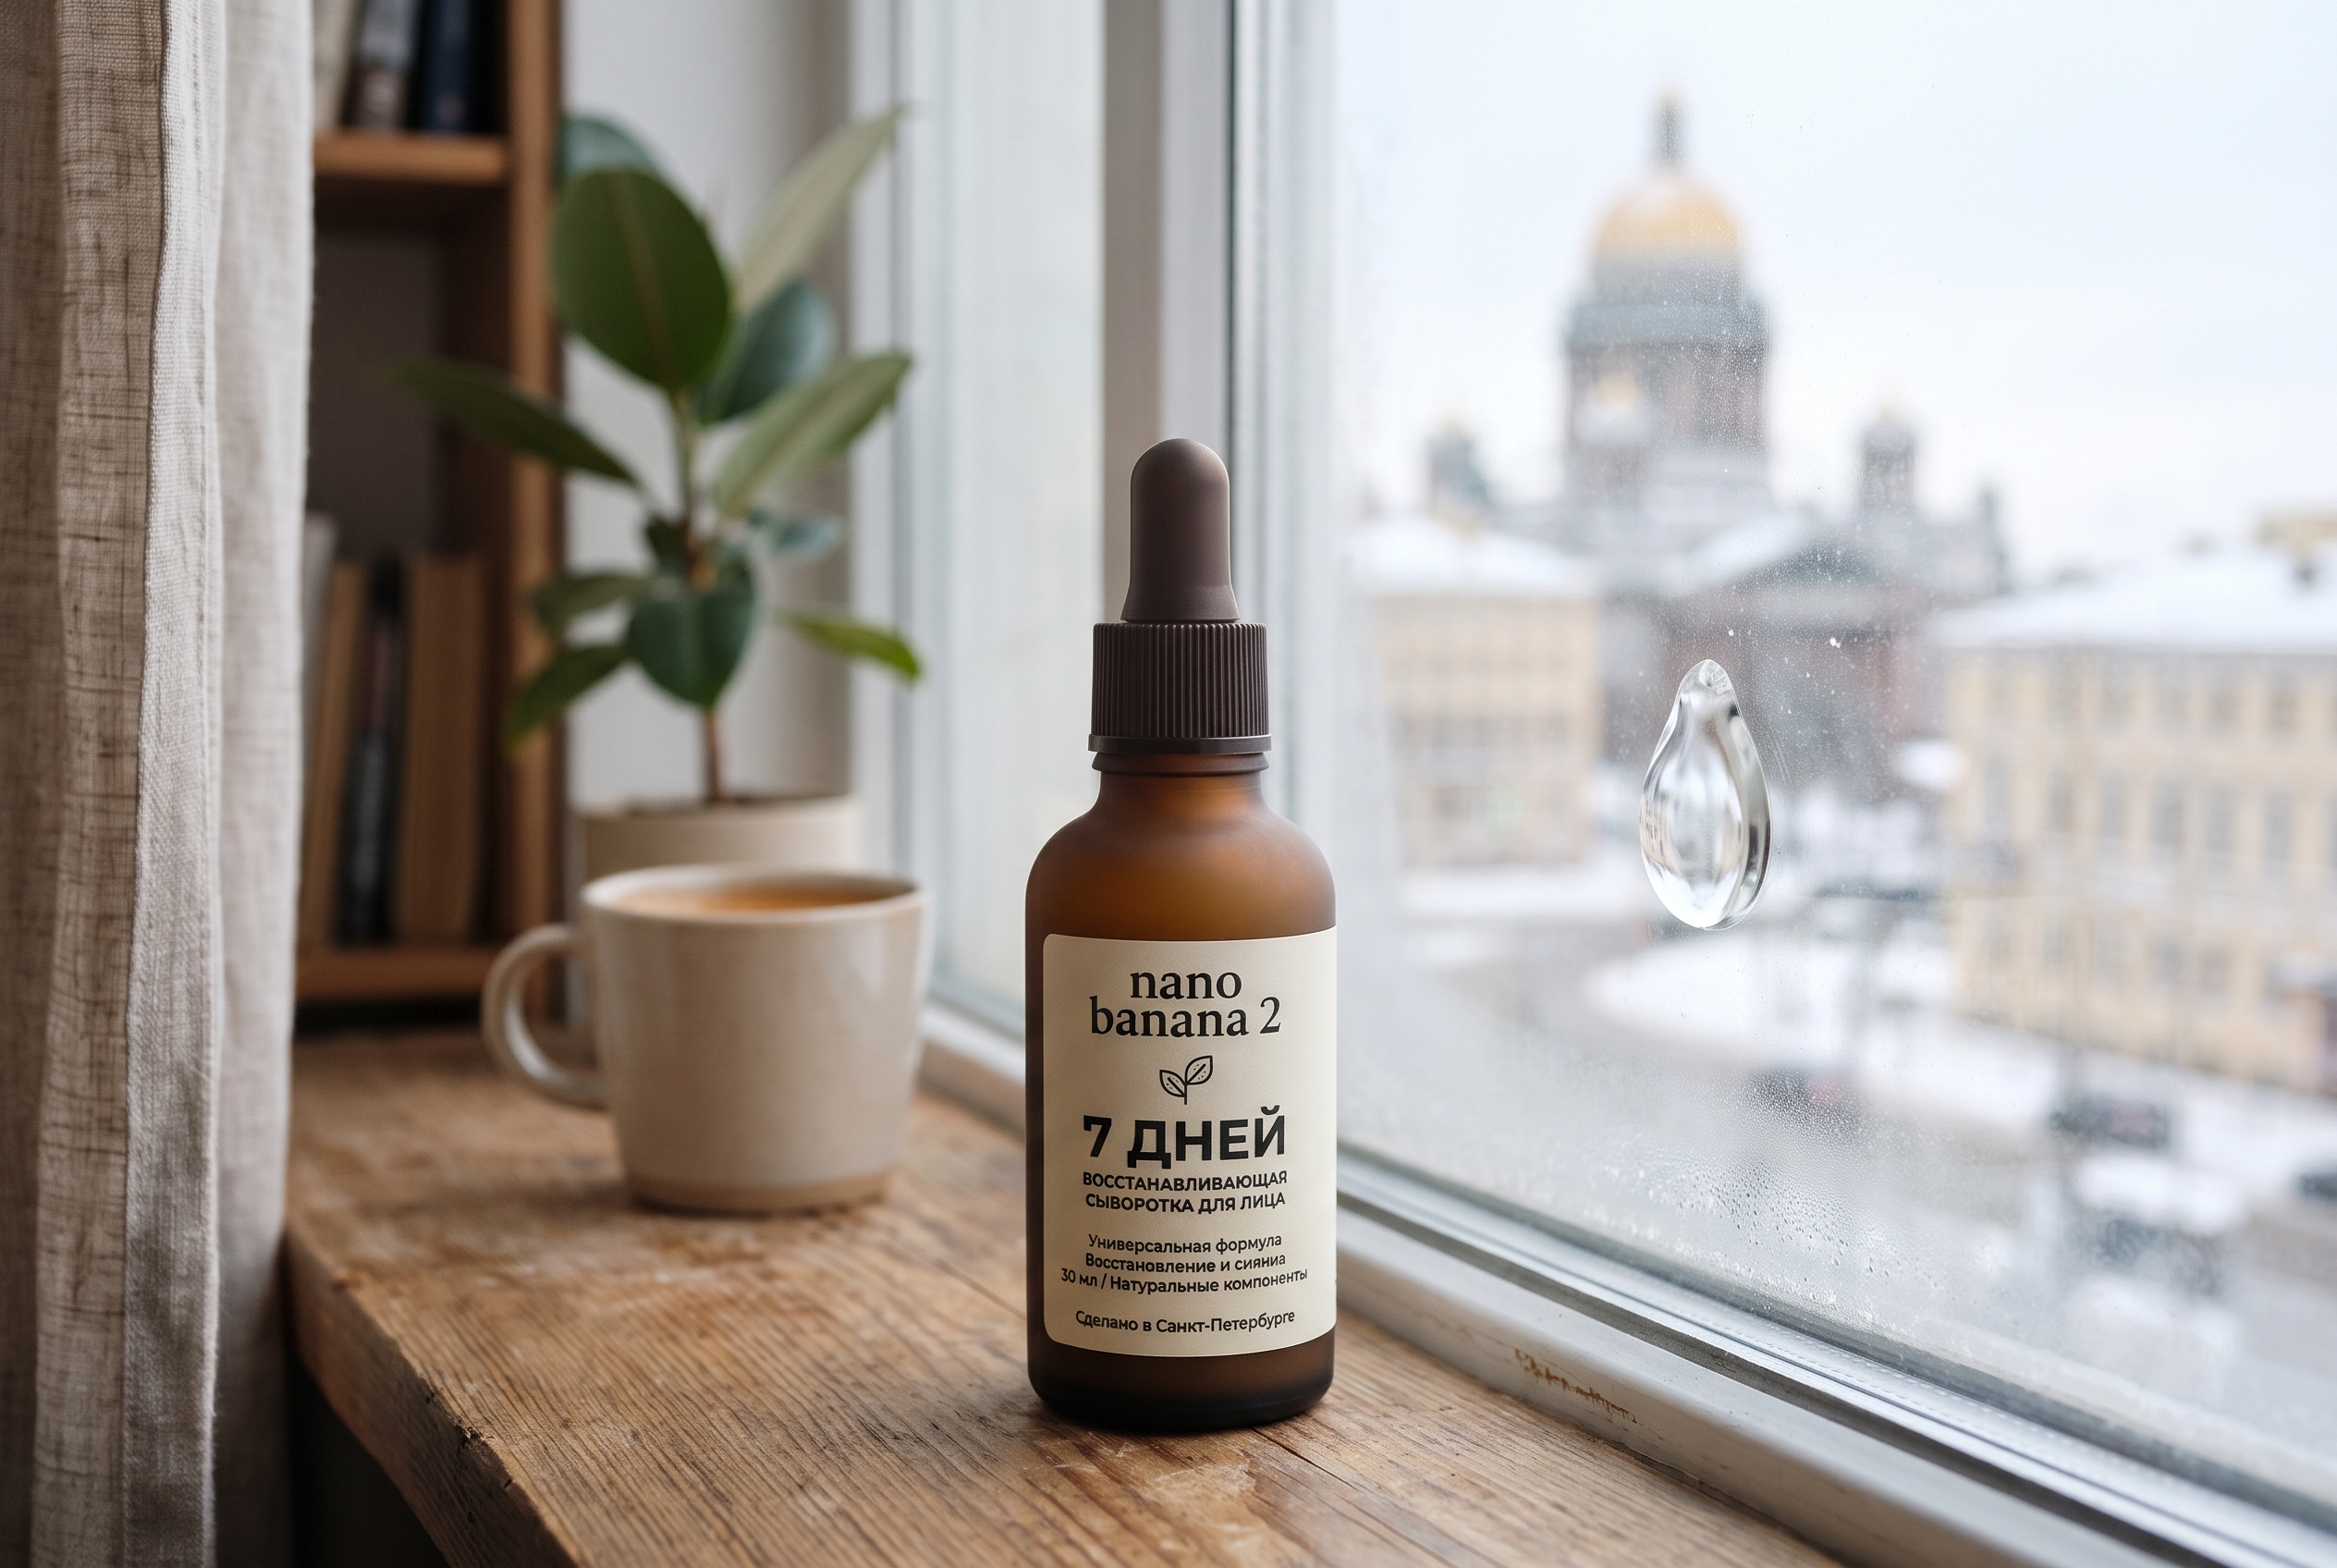 nano
banana 2
7 ДНЕЙ
ВОССТАНАВЛИВАЮЩАЯ
СЫВОРОТКА ДЛЯ ЛИЦА
Универсальная формула
Восстановление и сияниа
30 мл / Натуральные компоненты
Сделано в Санкт-Петербурге